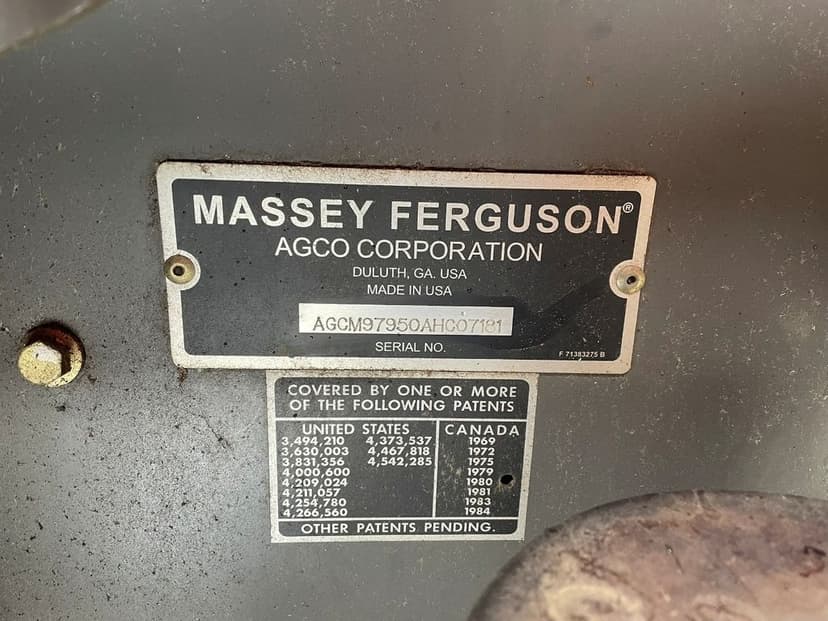 MASSEY FERGUSON®
AGCO CORPORATION
DULUTH, GA. USA
MADE IN USA
AGCM97950AHC07181
SERIAL NO.
F 71383275 B
COVERED BY ONE OR MORE
OF THE FOLLOWING PATENTS
UNITED STATES CANADA
3,494,210 4,373,537 1969
3,630,003 4,467,818 1972
3,831,356 4,542,285 1975
4,000,600 1979
4,209,024 1980
4,211,057 1981
4,254,780 1983
4,266,560 1984
OTHER PATENTS PENDING.